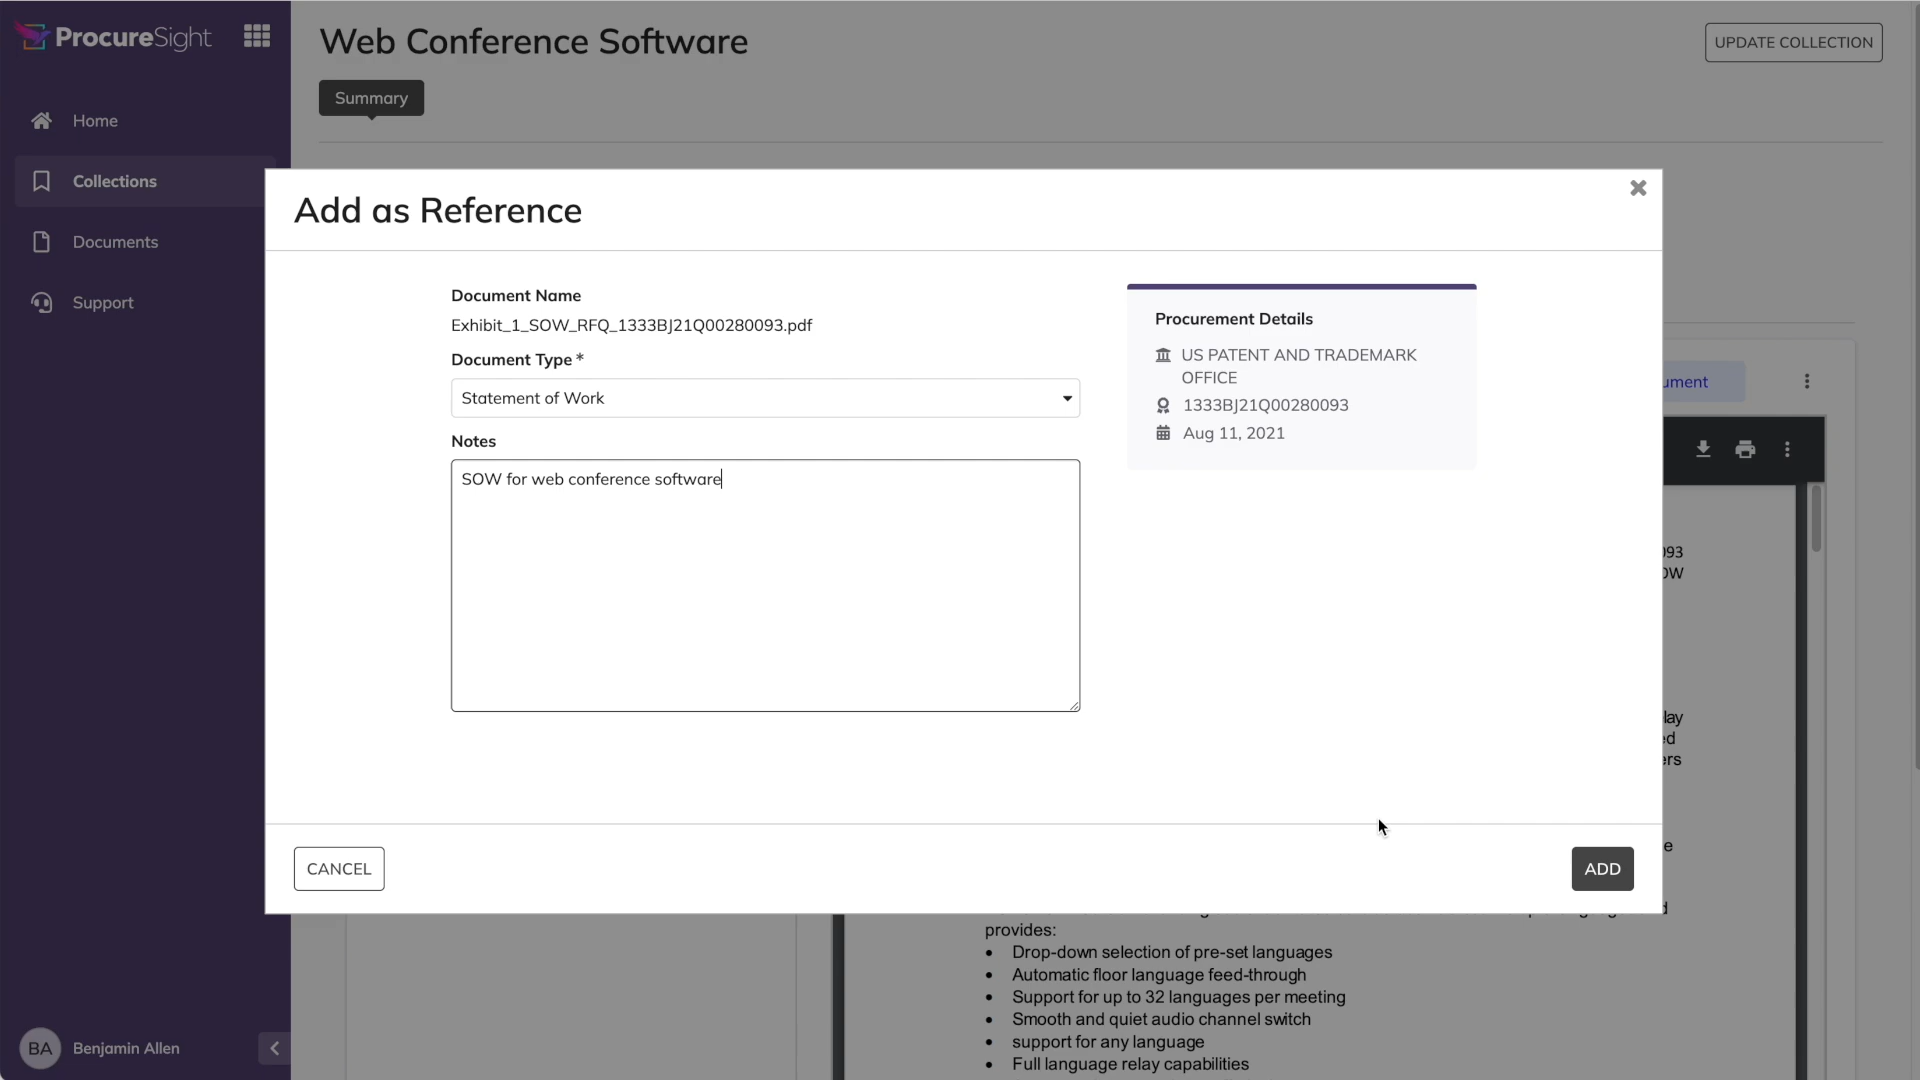 ProcureSight
Web Conference Software
UPDATE COLLECTION
Summary
Home
Collections
Documents
Support
Add as Reference
Document Name
Exhibit_1_SOW_RFQ_1333BJ21Q00280093.pdf
Document Type *
Statement of Work
Notes
SOW for web conference software
Procurement Details
US PATENT AND TRADEMARK
OFFICE
1333BJ21Q00280093
Aug 11, 2021
CANCEL
ADD
provides:
• Drop-down selection of pre-set languages
• Automatic floor language feed-through
• Support for up to 32 languages per meeting
• Smooth and quiet audio channel switch
• support for any language
• Full language relay capabilities
BA
Benjamin Allen